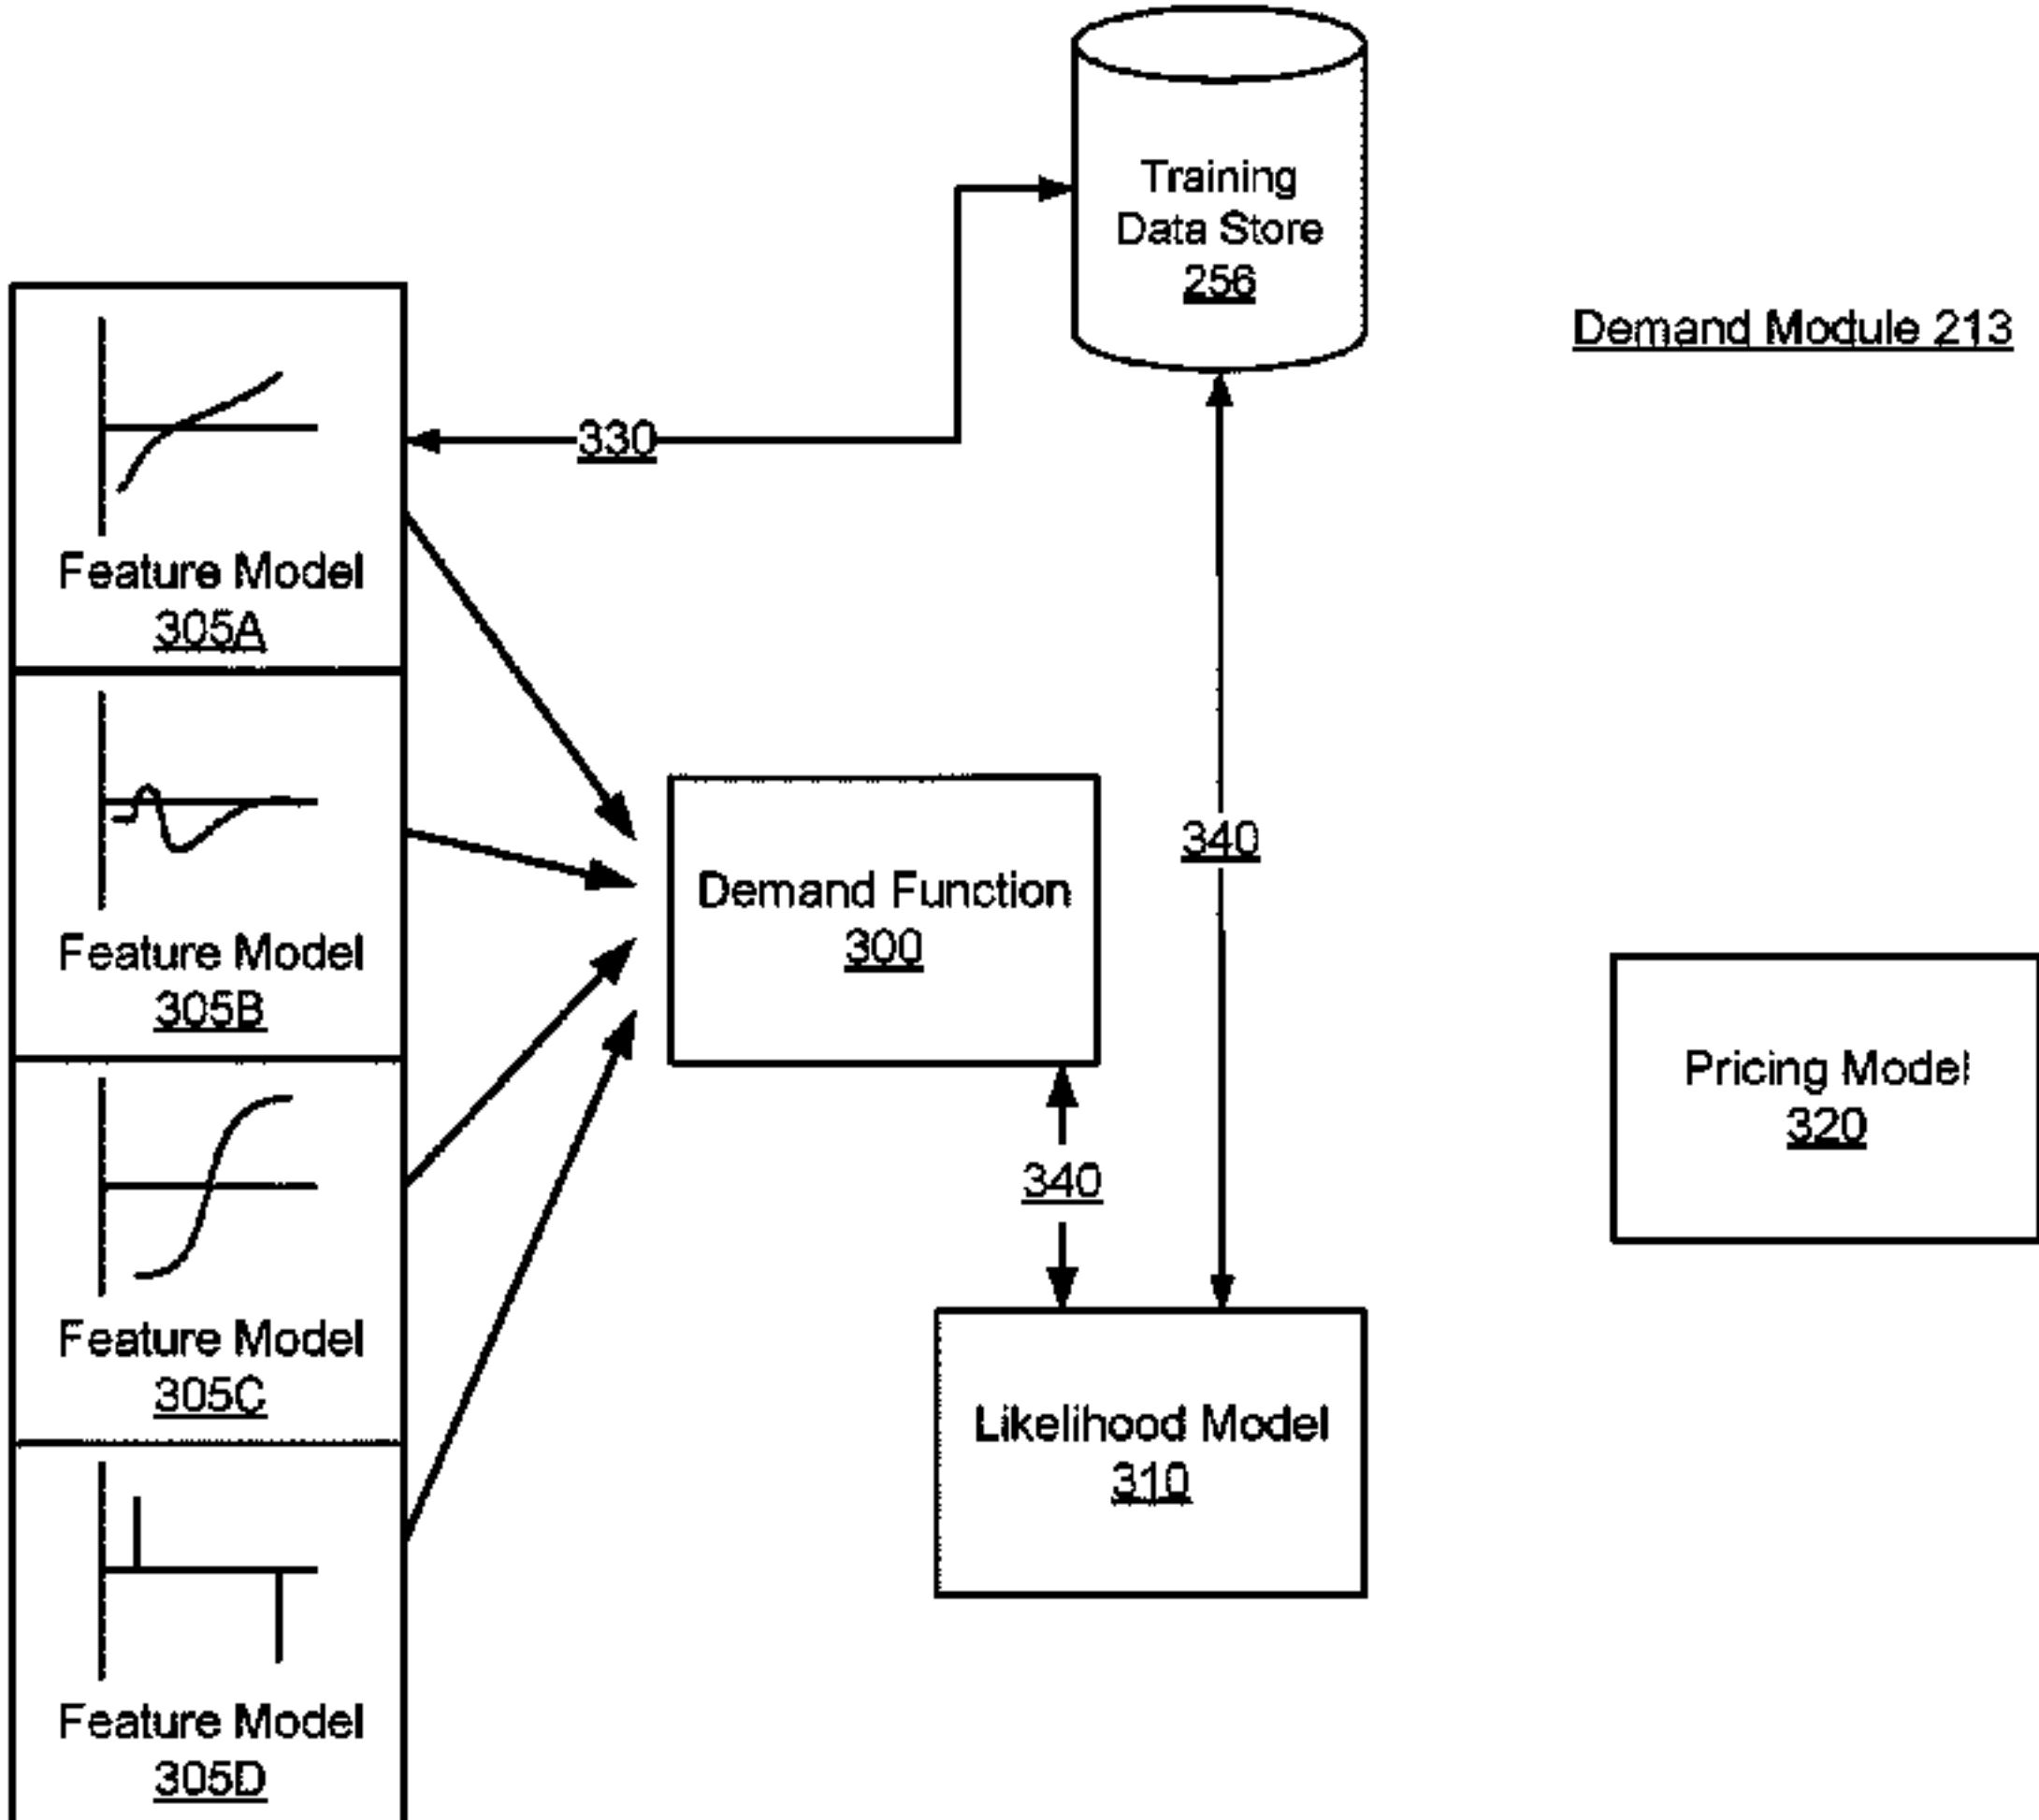 Training
Data Store
256
Demand Module 213
330
Feature Model
305A
Feature Model
305B
Feature Model
305C
Feature Model
305D
Demand Function
300
340
340
Pricing Model
320
Likelihood Model
310